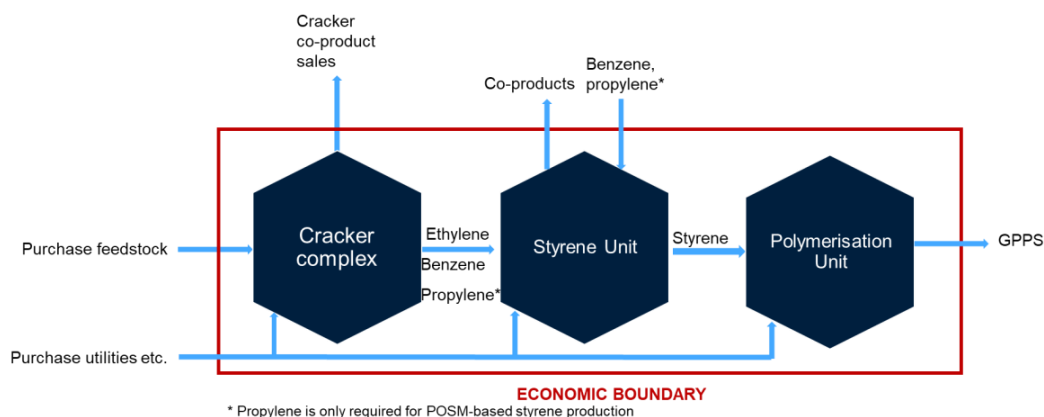 Cracker
co-product
sales
Co-products
Benzene,
propylene*
Purchase feedstock
Cracker
complex
Ethylene
Benzene
Propylene*
Styrene Unit
Styrene
Polymerisation
Unit
GPPS
Purchase utilities etc.
ECONOMIC BOUNDARY
* Propylene is only required for POSM-based styrene production